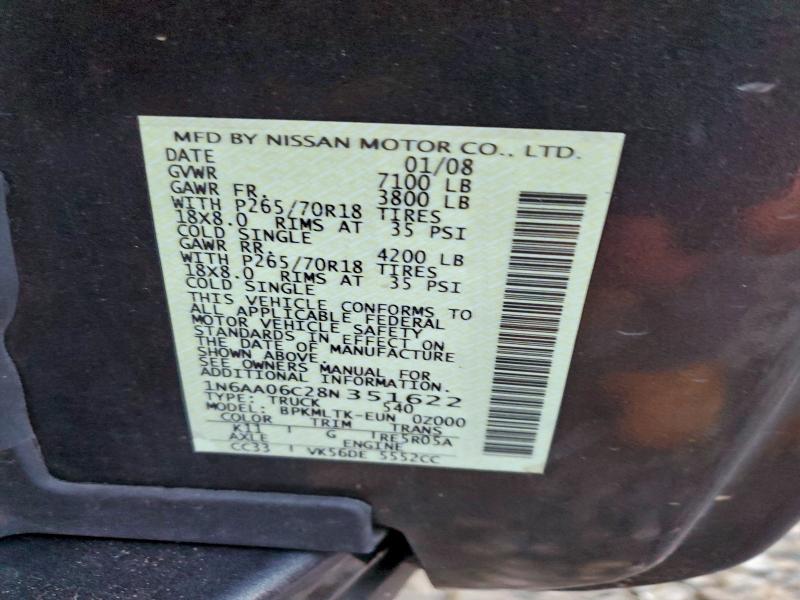 MFD BY NISSAN MOTOR CO., LTD.
DATE 01/08
GVWR 7100 LB
GAWR FR. 3800 LB
WITH P265/70R18 TIRES
18X8.0 RIMS AT 35 PSI
COLD SINGLE
GAWR RR. 4200 LB
WITH P265/70R18 TIRES
18X8.0 RIMS AT 35 PSI
COLD SINGLE
THIS VEHICLE CONFORMS TO
ALL APPLICABLE FEDERAL
MOTOR VEHICLE SAFETY
STANDARDS IN EFFECT ON
THE DATE OF MANUFACTURE
SHOWN ABOVE.
SEE OWNERS MANUAL FOR
ADDITIONAL INFORMATION.
1N6AA06C28N351622
TYPE: TRUCK S40
MODEL: BPKMLTK-EUN 0Z000
COLOR TRIM TRANS
K11 G TRE5R05A
AXLE ENGINE
CC33 VK56DE 5552CC